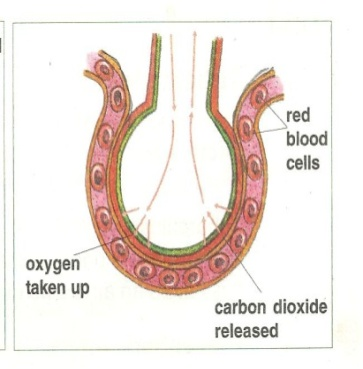 red
blood
cells
oxygen
taken up
carbon dioxide
released